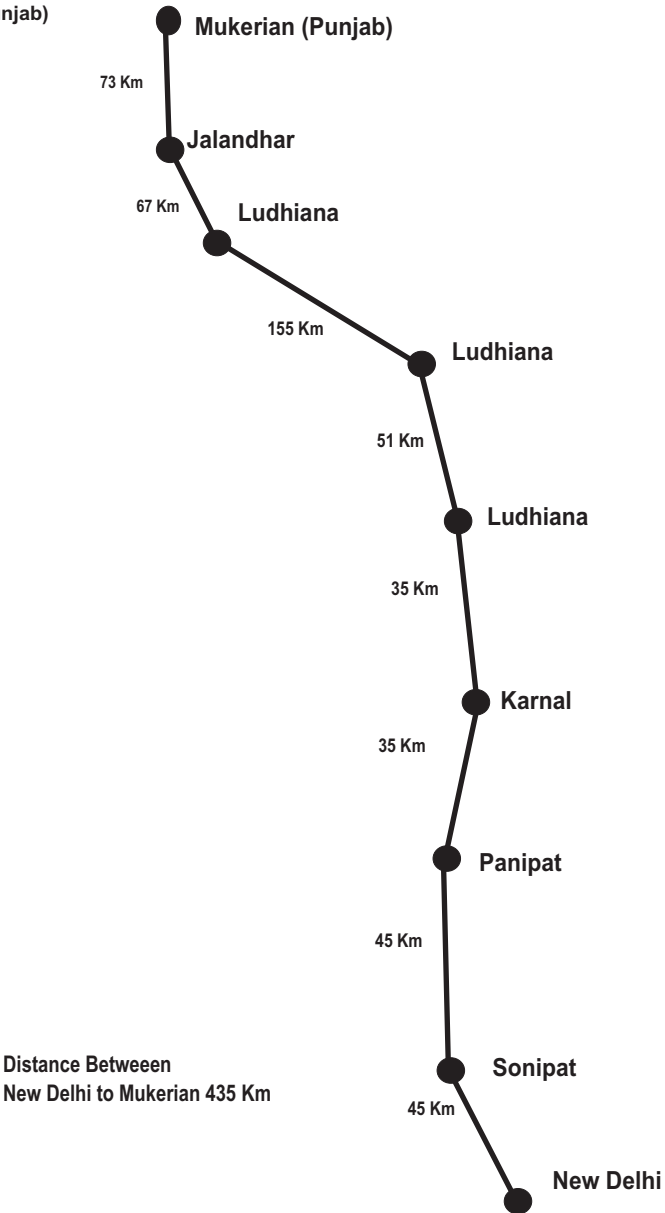 njab)
Mukerian (Punjab)
73 Km
Jalandhar
67 Km
Ludhiana
155 Km
Ludhiana
51 Km
Ludhiana
35 Km
Karnal
35 Km
Panipat
45 Km
Sonipat
Distance Betweeen
New Delhi to Mukerian 435 Km
45 Km
New Delhi